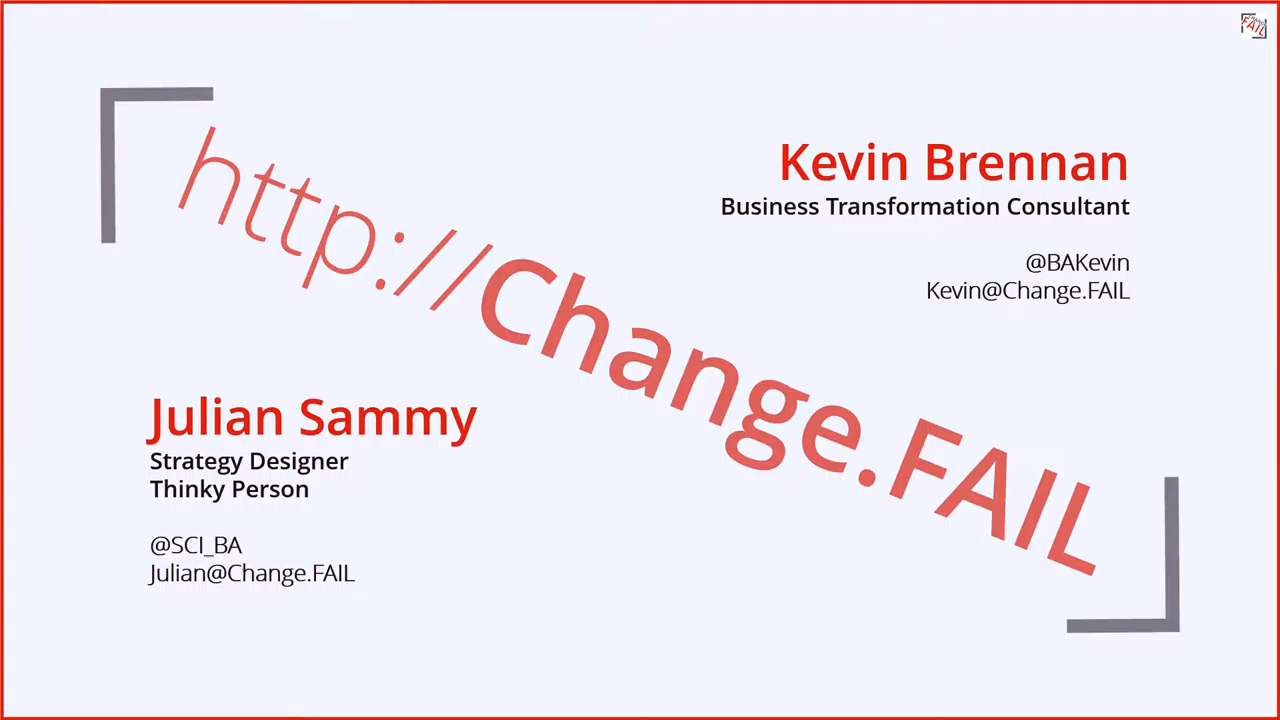 http://Change.FAIL
Kevin Brennan
Business Transformation Consultant
@BAKevin
Kevin@Change.FAIL
Julian Sammy
Strategy Designer
Thinky Person
@SCI_BA
Julian@Change.FAIL
FAIL